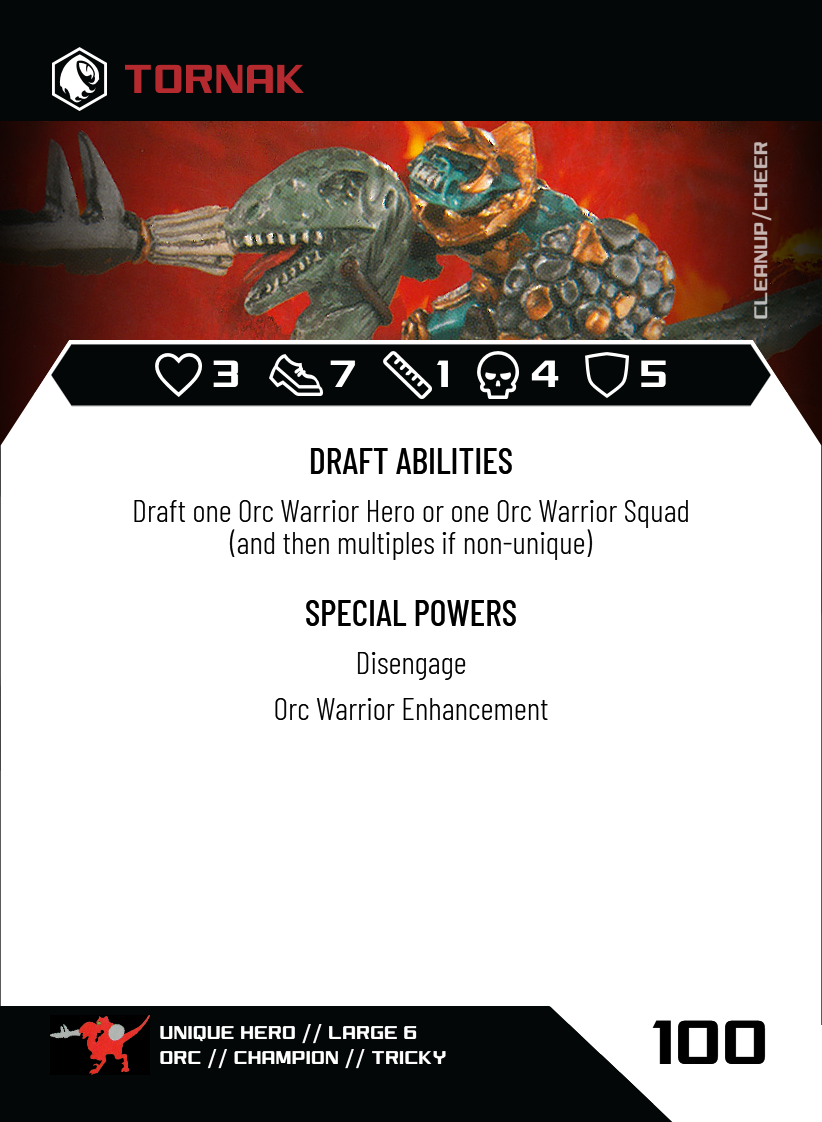 TORNAK
CLEANUP/CHEER
3 7 1 4 5
DRAFT ABILITIES
Draft one Orc Warrior Hero or one Orc Warrior Squad
(and then multiples if non-unique)
SPECIAL POWERS
Disengage
Orc Warrior Enhancement
UNIQUE HERO // LARGE 6
ORC // CHAMPION // TRICKY
100